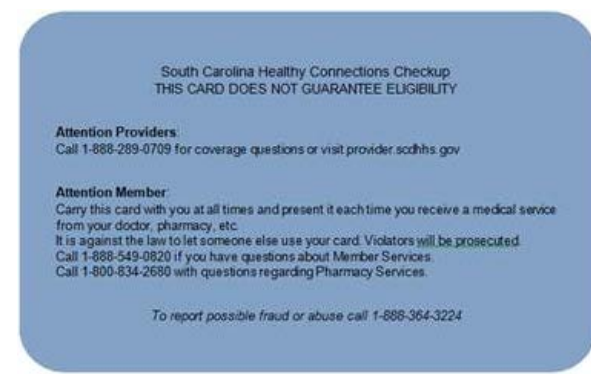 South Carolina Healthy Connections Checkup
THIS CARD DOES NOT GUARANTEE ELIGIBILITY
Attention Providers:
Call 1-888-289-0709 for coverage questions or visit provider.scdhhs.gov
Attention Member:
Carry this card with you at all times and present it each time you receive a medical service
from your doctor, pharmacy, etc.
It is against the law to let someone else use your card. Violators will be prosecuted.
Call 1-888-549-0820 if you have questions about Member Services.
Call 1-800-834-2680 with questions regarding Pharmacy Services.
To report possible fraud or abuse call 1-888-364-3224